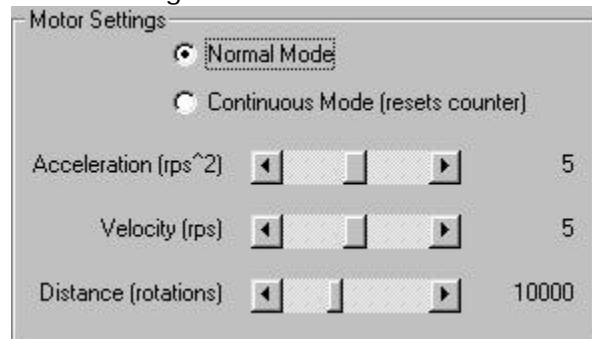 Motor Settings
Normal Mode
Continuous Mode (resets counter)
Acceleration (rps^2) 5
Velocity (rps) 5
Distance (rotations) 10000